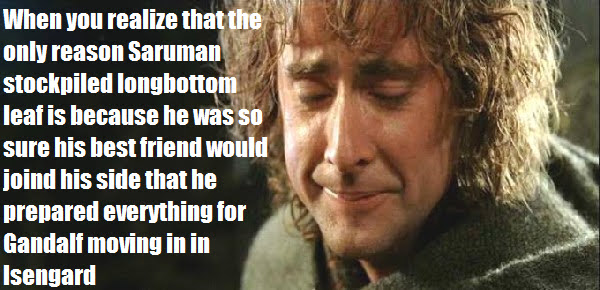 When you realize that the
only reason Saruman
stockpiled longbottom
leaf is because he was so
sure his best friend would
joind his side that he
prepared everything for
Gandalf moving in in
Isengard